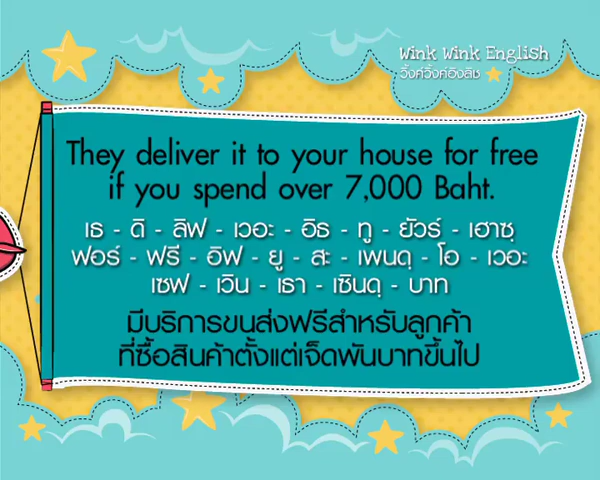 Wink Wink English
วิ้งค์วิ้งค์อิงลิช
They deliver it to your house for free
if you spend over 7,000 Baht.
เธ - ดิ - ลิฟ - เวอะ - อิธ - ทู - ยัวร์ - เฮาซฺ
ฟอร์ - ฟรี - อิฟ - ยู - สะ - เพนดฺ - โอ - เวอะ
เซฟ - เวิน - เธา - เซินดฺ - บาท
มีบริการขนส่งฟรีสำหรับลูกค้า
ที่ซื้อสินค้าตั้งแต่เจ็ดพันบาทขึ้นไป